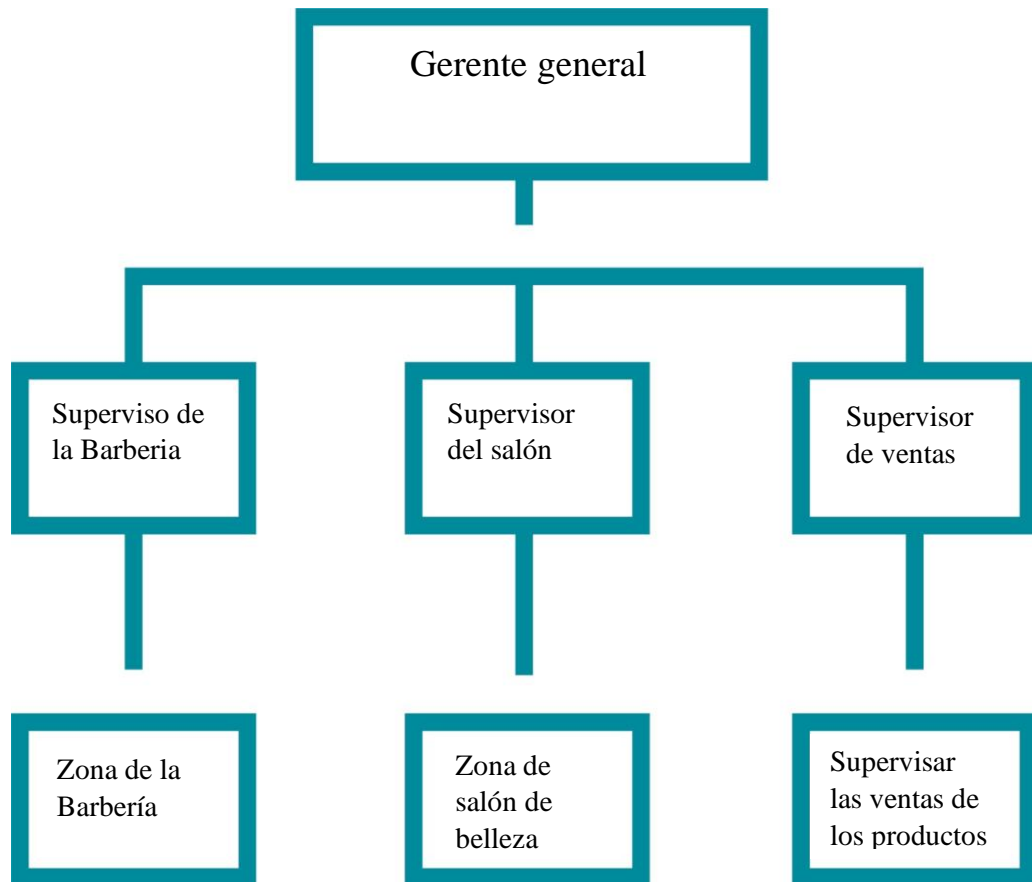 Gerente general
Superviso de
la Barberia
Supervisor
del salón
Supervisor
de ventas
Zona de la
Barbería
Zona de
salón de
belleza
Supervisar
las ventas de
los productos